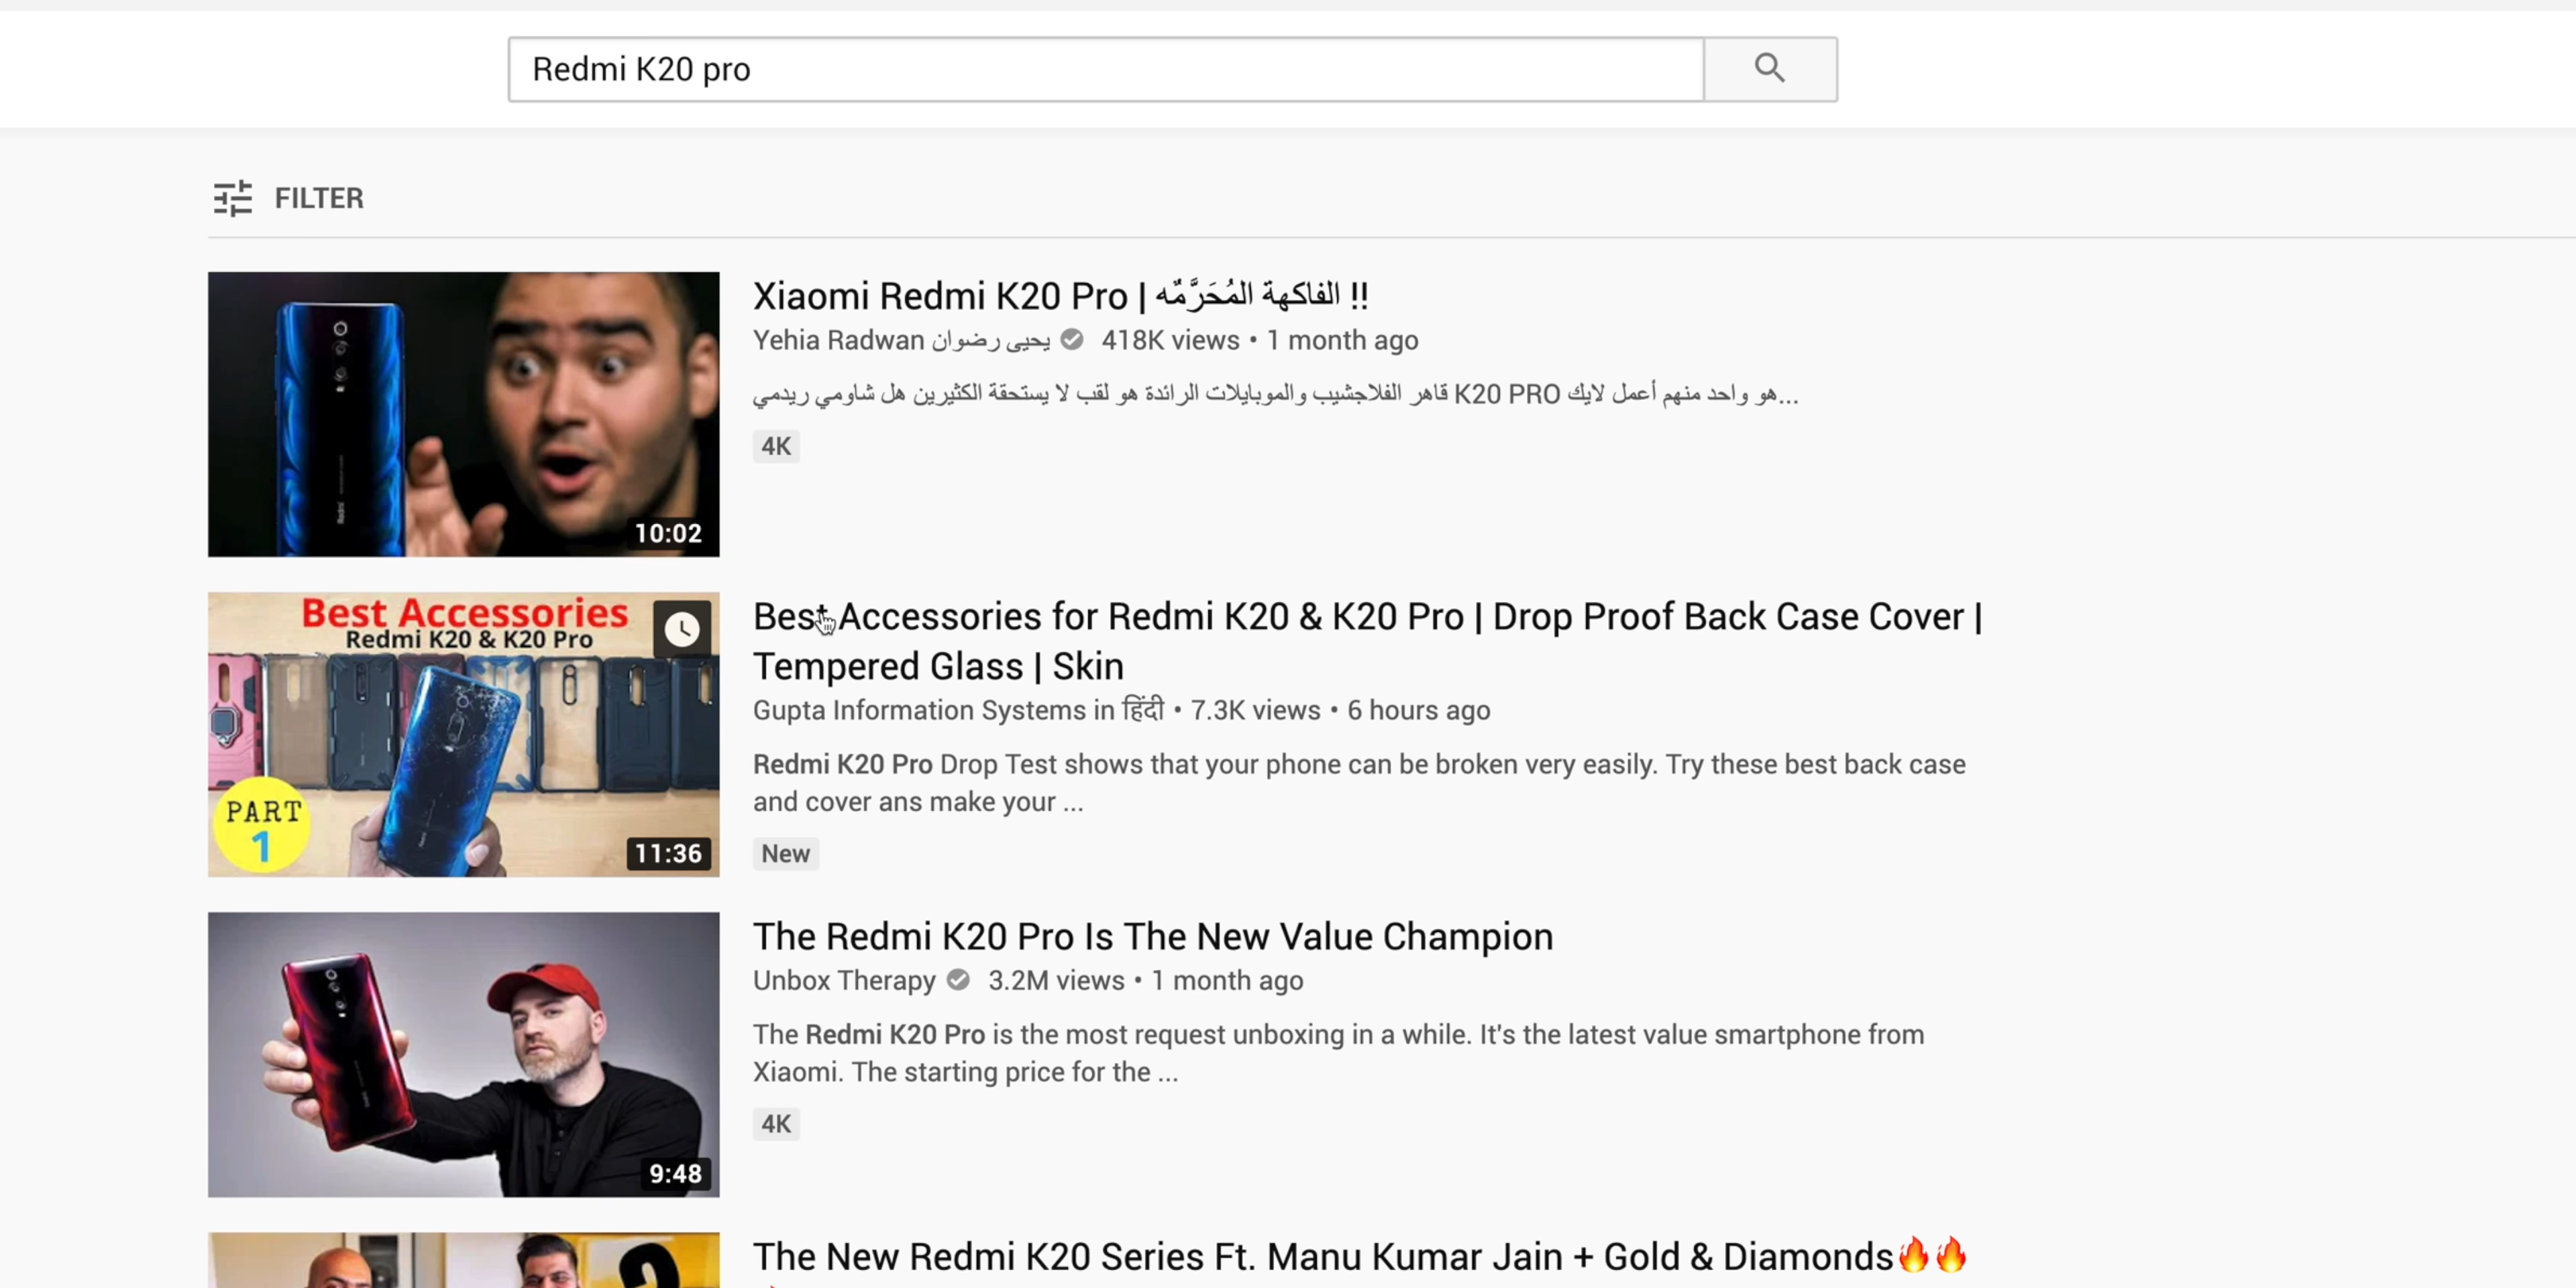 Redmi K20 pro
FILTER
Xiaomi Redmi K20 Pro | الفاكهة المُحَرَّمٌه !!
Yehia Radwan يحيى رضوان 418K views • 1 month ago
قاهر الفلاجشيب والموبايلات الرائدة هو لقب لا يستحقة الكثيرين هل شاومي ريدمي K20 PRO هو واحد منهم أعمل لايك...
4K
10:02
Best Accessories
Redmi K20 & K20 Pro
PART
1
11:36
Best Accessories for Redmi K20 & K20 Pro | Drop Proof Back Case Cover |
Tempered Glass | Skin
Gupta Information Systems in हिंदी • 7.3K views • 6 hours ago
Redmi K20 Pro Drop Test shows that your phone can be broken very easily. Try these best back case
and cover ans make your ...
New
The Redmi K20 Pro Is The New Value Champion
Unbox Therapy 3.2M views • 1 month ago
The Redmi K20 Pro is the most request unboxing in a while. It's the latest value smartphone from
Xiaomi. The starting price for the ...
4K
9:48
The New Redmi K20 Series Ft. Manu Kumar Jain + Gold & Diamonds🔥🔥